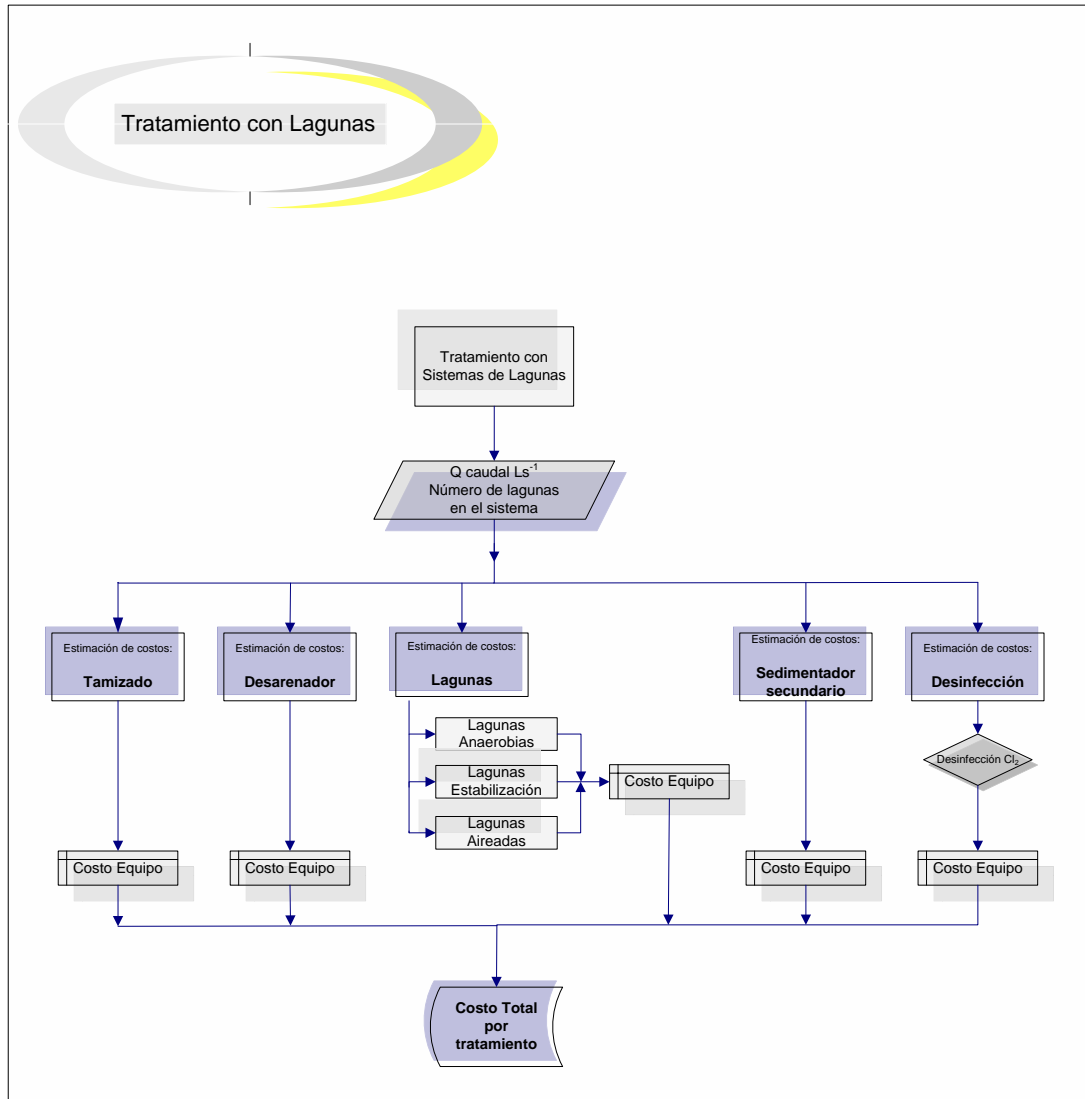 Tratamiento con Lagunas
Tratamiento con
Sistemas de Lagunas
Q caudal Ls⁻¹
Número de lagunas
en el sistema
Estimación de costos:
Tamizado
Estimación de costos:
Desarenador
Estimación de costos:
Lagunas
Estimación de costos:
Sedimentador
secundario
Estimación de costos:
Desinfección
Lagunas
Anaerobias
Lagunas
Estabilización
Lagunas
Aireadas
Costo Equipo
Desinfección Cl₂
Costo Equipo
Costo Equipo
Costo Equipo
Costo Equipo
Costo Total
por
tratamiento